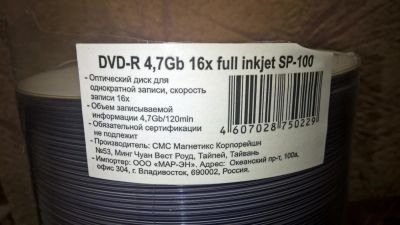 DVD-R 4,7Gb 16x full inkjet SP-100
- Оптический диск для
однократной записи, скорость
записи 16x
- Объем записываемой
информации 4,7Gb/120min
- Обязательной сертификации
не подлежит
4 607028 750229
- Производитель: СМС Магнетикс Корпорейшн
№53, Минг Чуан Вест Роуд, Тайпей, Тайвань
- Импортер: ООО «МАР-ЭН». Адрес: Океанский пр-т, 100а,
офис 304, г. Владивосток, 690002, Россия.